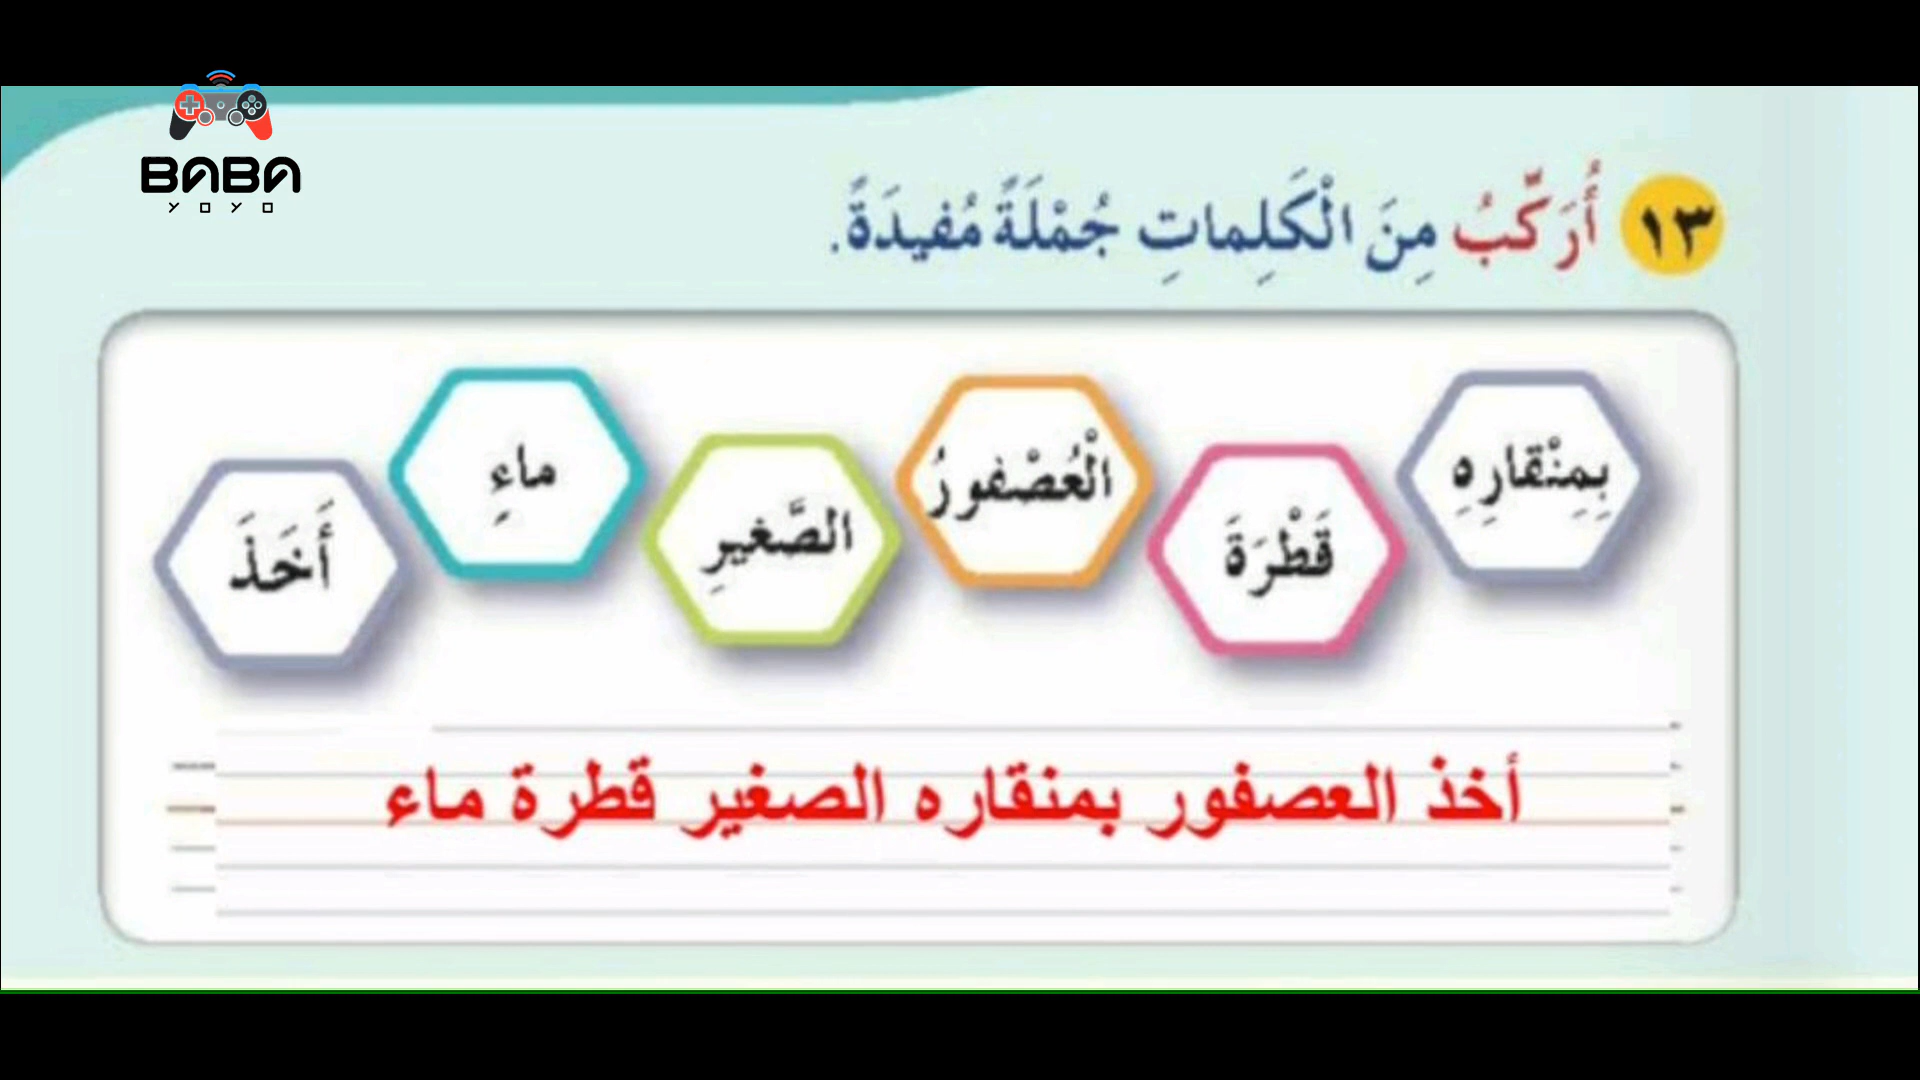 BABA
YOYO
١٣ أُرَكِّبُ مِنَ الْكَلِماتِ جُمْلَةً مُفيدَةً.
بِمِنْقارِهِ
قَطْرَةَ
الْعُصْفورُ
الصَّغيرِ
ماءٍ
أَخَذَ
أخذ العصفور بمنقاره الصغير قطرة ماء